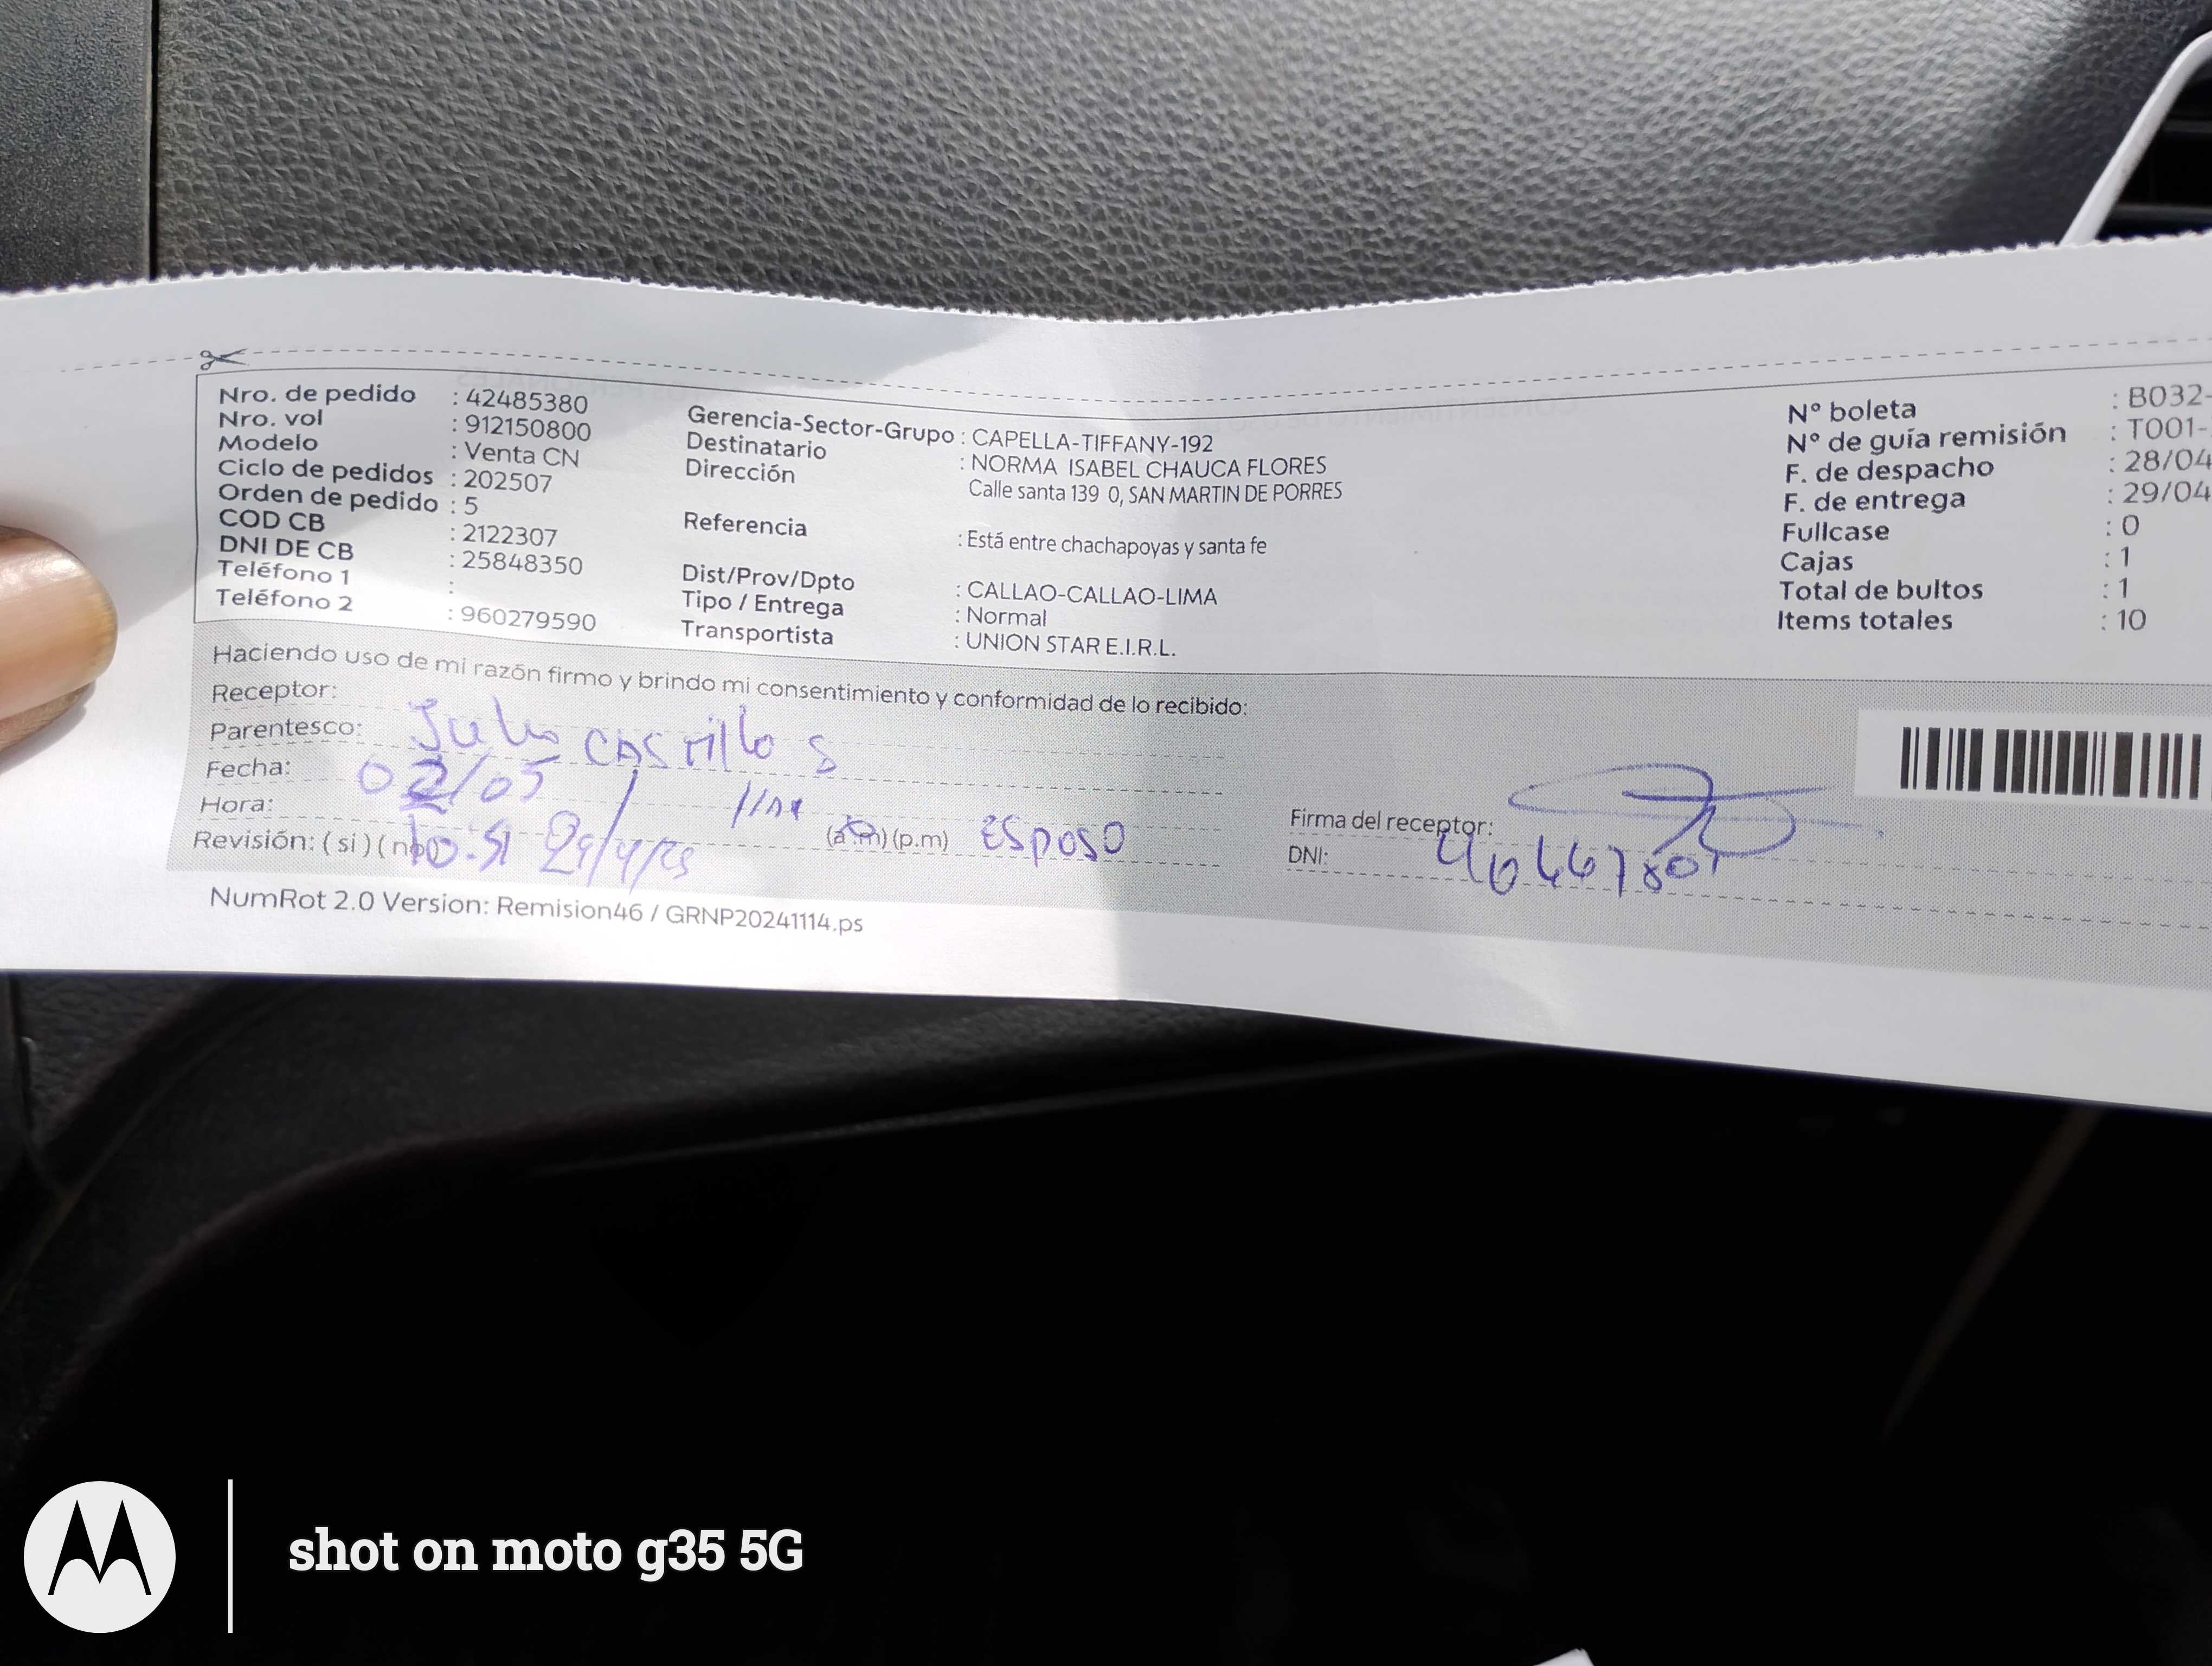 Nro. de pedido : 42485380
Nro. vol : 912150800
Modelo : Venta CN
Ciclo de pedidos : 202507
Orden de pedido : 5
COD CB : 2122307
DNI DE CB : 25848350
Teléfono 1 :
Teléfono 2 : 960279590
Gerencia-Sector-Grupo : CAPELLA-TIFFANY-192
Destinatario : NORMA ISABEL CHAUCA FLORES
Dirección Calle santa 139 0, SAN MARTIN DE PORRES
Referencia : Está entre chachapoyas y santa fe
Dist/Prov/Dpto : CALLAO-CALLAO-LIMA
Tipo / Entrega : Normal
Transportista : UNION STAR E.I.R.L.
N° boleta : B032-
N° de guía remisión : T001-
F. de despacho : 28/04
F. de entrega : 29/04
Fullcase : 0
Cajas : 1
Total de bultos : 1
Items totales : 10
Haciendo uso de mi razón firmo y brindo mi consentimiento y conformidad de lo recibido:
Receptor:
Parentesco: Julio CASTILLO S
Fecha: 02/05
Hora: (a.m)(p.m) ESPOSO
Revisión: ( si ) ( no ) 29/4/25
Firma del receptor:
DNI:
NumRot 2.0 Version: Remision46 / GRNP20241114.ps
shot on moto g35 5G